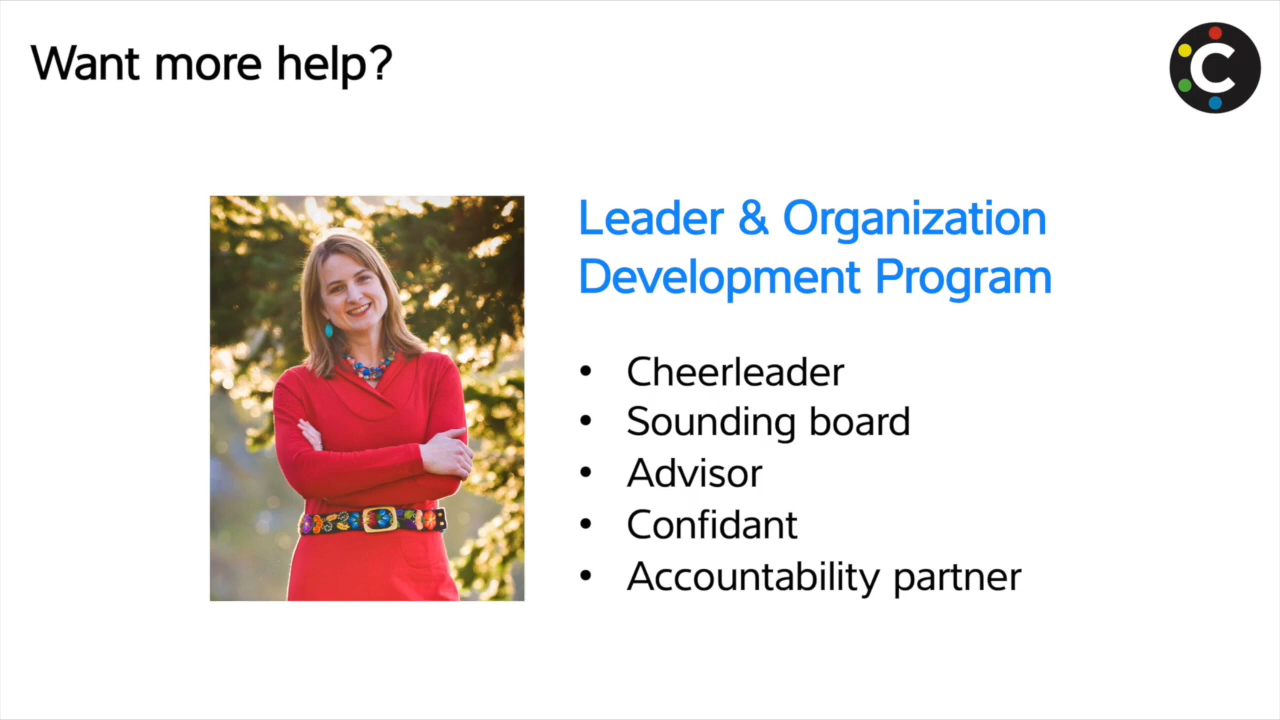 Want more help?
C
Leader & Organization
Development Program
• Cheerleader
• Sounding board
• Advisor
• Confidant
• Accountability partner